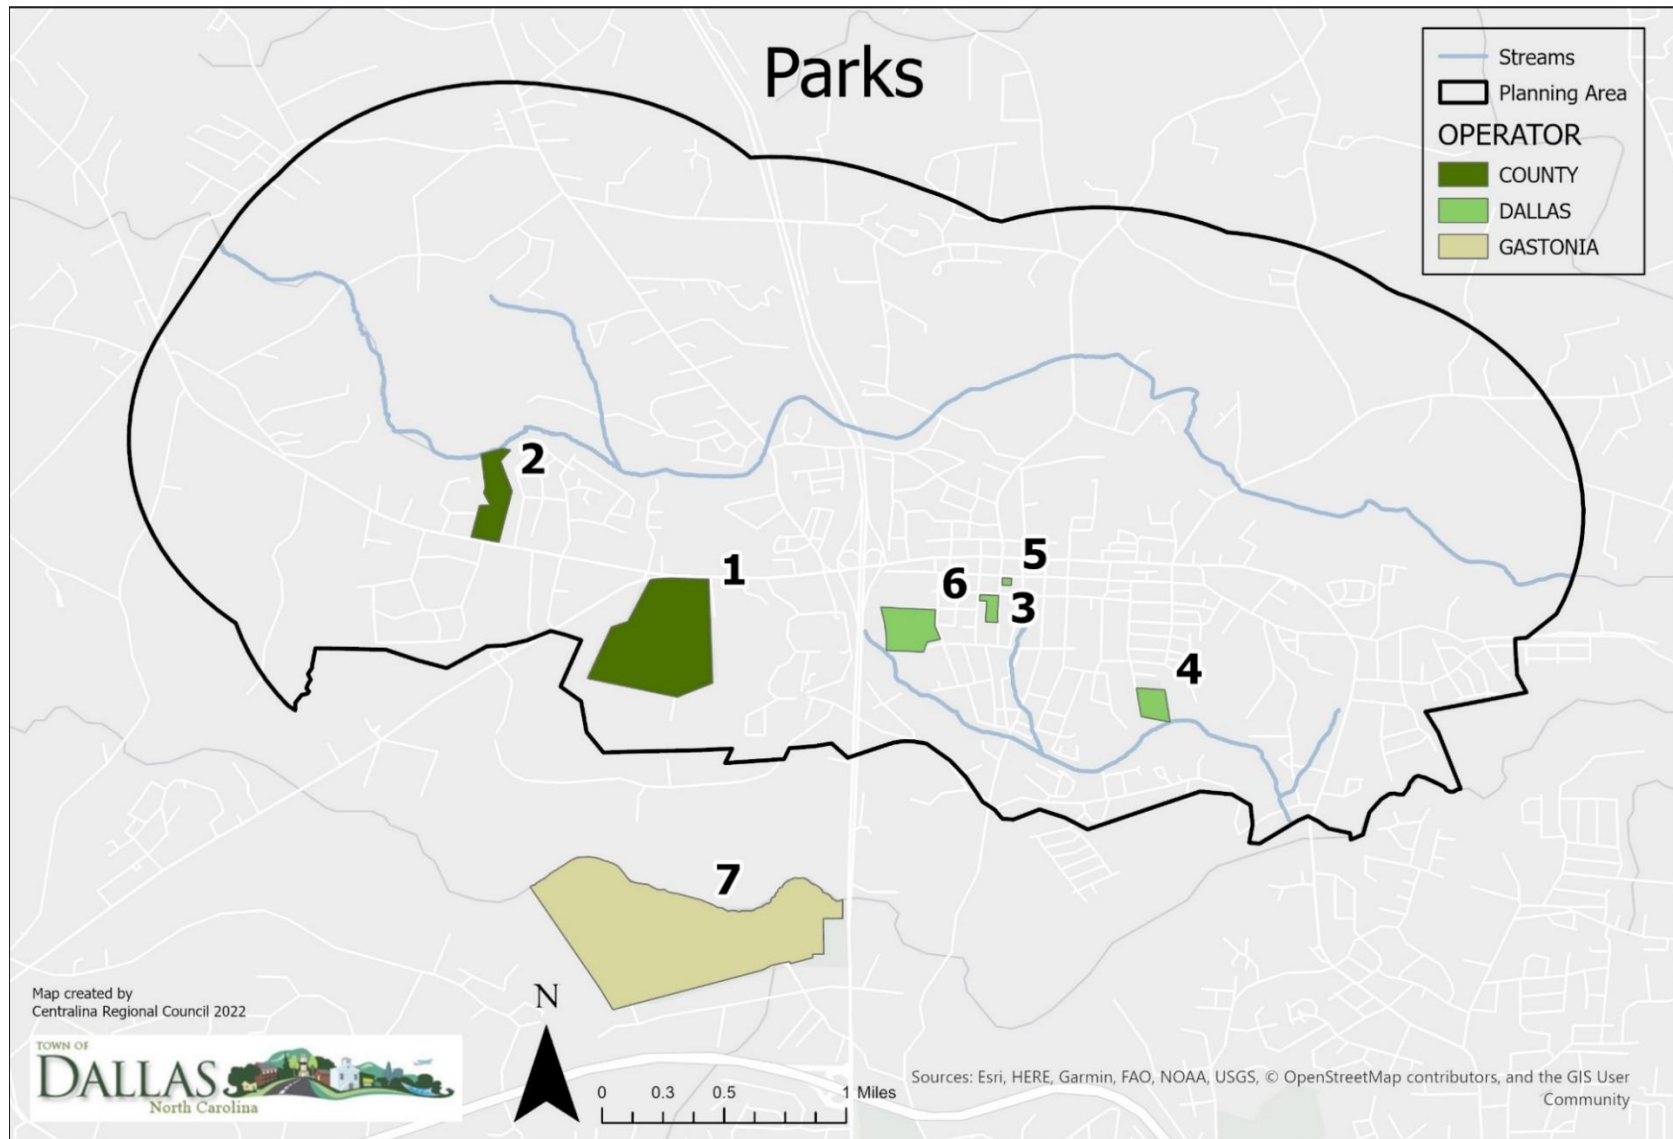 Parks
Streams
Planning Area
OPERATOR
COUNTY
DALLAS
GASTONIA
2
1
5
6
3
4
7
Map created by
Centralina Regional Council 2022
TOWN OF
DALLAS
North Carolina
N
0 0.3 0.5 1 Miles
Sources: Esri, HERE, Garmin, FAO, NOAA, USGS, © OpenStreetMap contributors, and the GIS User
Community